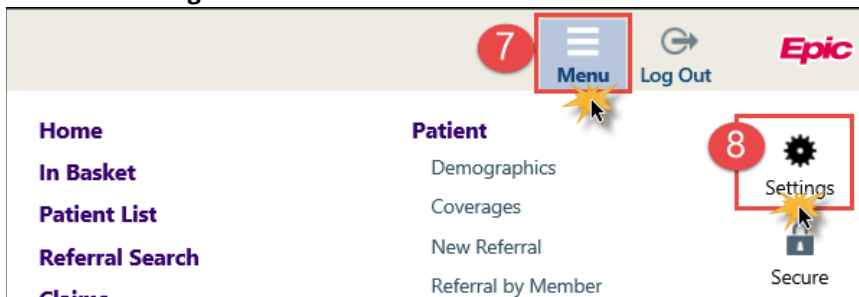 7
Menu
Log Out
Epic
Home
In Basket
Patient List
Referral Search
Patient
Demographics
Coverages
New Referral
Referral by Member
8
Settings
Secure